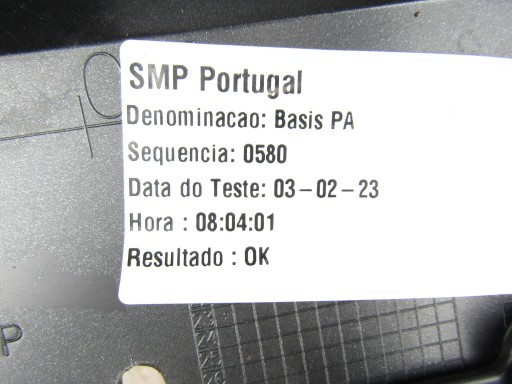 SMP Portugal
Denominacao: Basis PA
Sequencia: 0580
Data do Teste: 03-02-23
Hora : 08:04:01
Resultado : OK
P